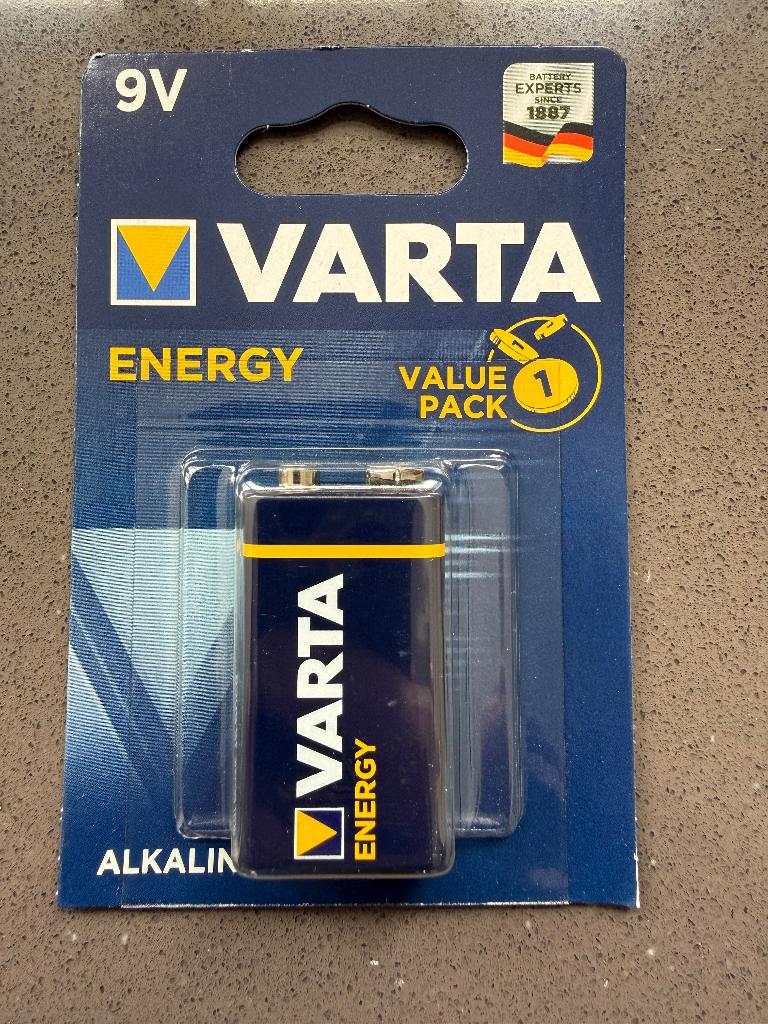 9V
BATTERY
EXPERTS
SINCE
1887
VARTA
ENERGY
VALUE
PACK
1
VARTA
ENERGY
ALKALIN